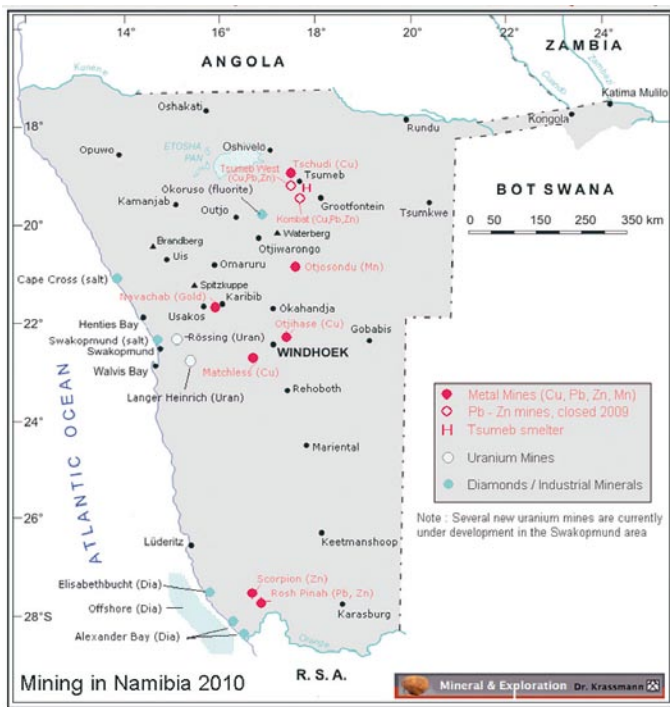 14° 16° 18° 20° 22° 24°
ANGOLA
ZAMBIA
Kunene
Cuando
Zambezi
Katima Mulilo
Oshakati
Kongola
18°
Rundu
Opuwo
ETOSHA
PAN
Oshivelo
Tschudi (Cu)
Tsumeb West
(Cu,Pb,Zn)
Tsumeb
H
BOTSWANA
Okoruso (fluorite)
Grootfontein
Kamanjab
Outjo
Kombat (Cu,Pb,Zn)
Tsumkwe
20°
Waterberg
Otjiwarongo
0 50 150 250 350 km
Brandberg
Uis
Omaruru
Otjosondu (Mn)
Cape Cross (salt)
Spitzkuppe
Navachab (Gold)
Karibib
Usakos
Okahandja
22°
Henties Bay
Otjihase (Cu)
Gobabis
Swakopmund (salt)
Rössing (Uran)
Swakopmund
WINDHOEK
Walvis Bay
Matchless (Cu)
Langer Heinrich (Uran)
Rehoboth
Metal Mines (Cu, Pb, Zn, Mn)
Pb - Zn mines, closed 2009
H Tsumeb smelter
Uranium Mines
Diamonds / Industrial Minerals
24°
Mariental
ATLANTIC OCEAN
Note : Several new uranium mines are currently
under development in the Swakopmund area
26°
Lüderitz
Keetmanshoop
Elisabethbucht (Dia)
Scorpion (Zn)
Rosh Pinah (Pb, Zn)
Offshore (Dia)
Karasburg
28°S
Alexander Bay (Dia)
Orange
R.S.A.
Mining in Namibia 2010
Mineral & Exploration Dr. Krassmann